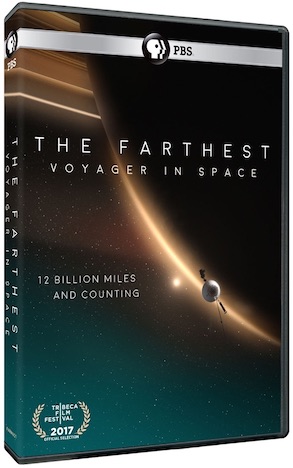 PBS
THE FARTHEST
VOYAGER IN SPACE
12 BILLION MILES
AND COUNTING
TRIBECA
FILM
FESTIVAL
2017
OFFICIAL SELECTION
THE FARTHEST
VOYAGER IN SPACE